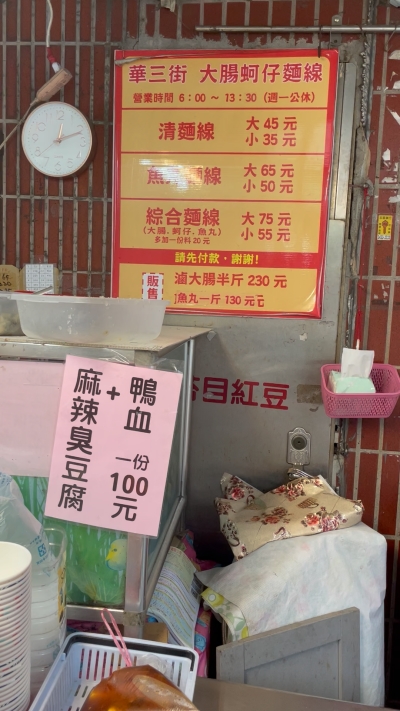 華三街 大腸蚵仔麵線
營業時間 6：00 ～ 13：30（週一公休）
清麵線 大 45 元
小 35 元
麵線 大 65 元
小 50 元
綜合麵線 大 75 元
（大腸．蚵仔．魚丸） 小 55 元
多加一份料 20 元
請先付款．謝謝！
販售 滷大腸半斤 230 元
魚丸一斤 130 元
目紅豆
鴨血
+
麻辣臭豆腐
一份
100
元